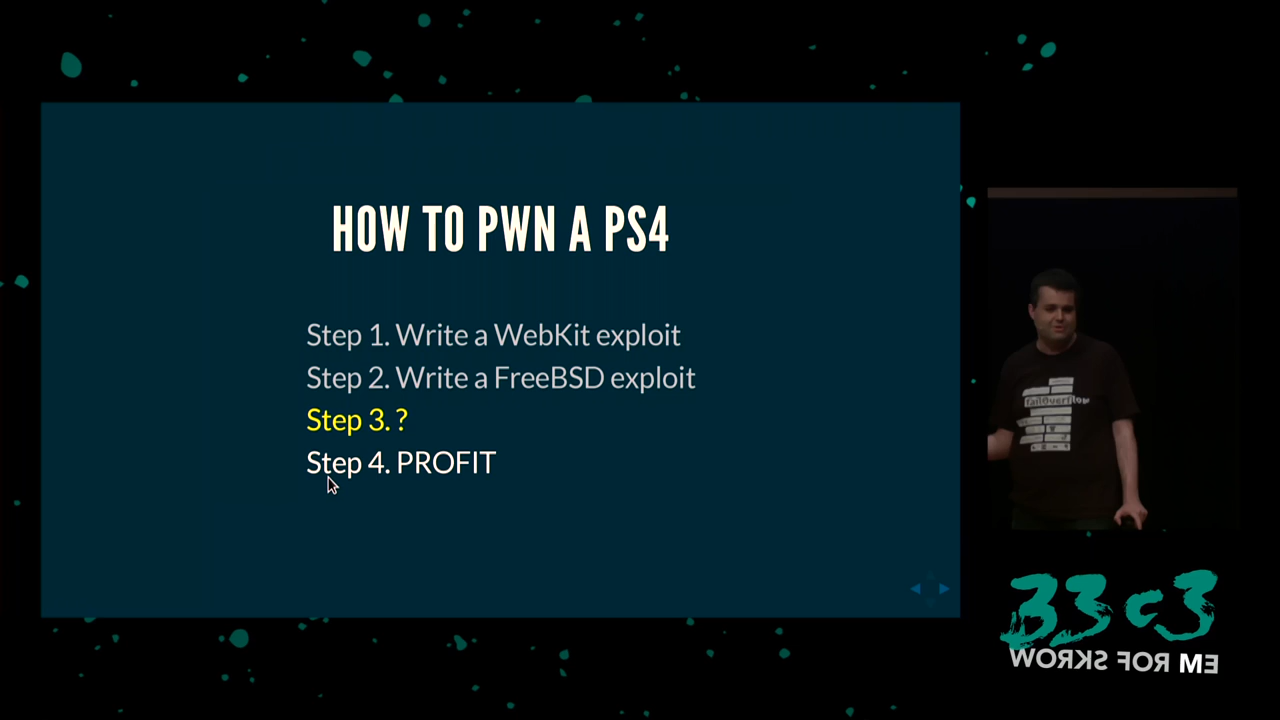 HOW TO PWN A PS4
Step 1. Write a WebKit exploit
Step 2. Write a FreeBSD exploit
Step 3. ?
Step 4. PROFIT
fail0verflow
33c3
WORKS FOR ME